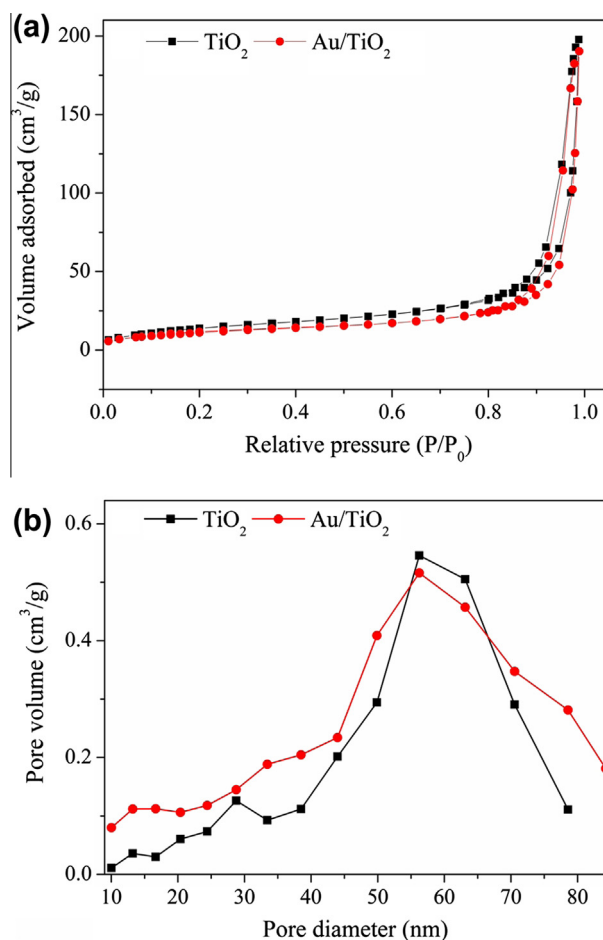 (a)
TiO₂ Au/TiO₂
200
150
100
50
0
Volume adsorbed (cm³/g)
0.0 0.2 0.4 0.6 0.8 1.0
Relative pressure (P/P₀)
(b)
TiO₂ Au/TiO₂
0.6
0.4
0.2
0.0
Pore volume (cm³/g)
10 20 30 40 50 60 70 80
Pore diameter (nm)